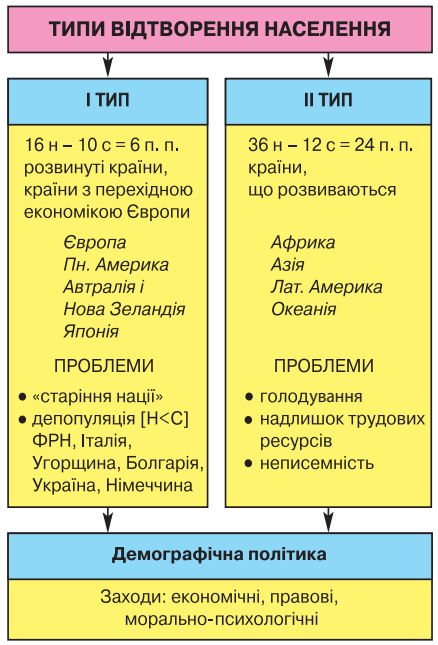 ТИПИ ВІДТВОРЕННЯ НАСЕЛЕННЯ
І ТИП
16 н – 10 с = 6 п. п.
розвинуті країни,
країни з перехідною
економікою Європи
Європа
Пн. Америка
Автралія і
Нова Зеландія
Японія
ПРОБЛЕМИ
● «старіння нації»
● депопуляція [Н<С]
ФРН, Італія,
Угорщина, Болгарія,
Україна, Німеччина
ІІ ТИП
36 н – 12 с = 24 п. п.
країни,
що розвиваються
Африка
Азія
Лат. Америка
Океанія
ПРОБЛЕМИ
● голодування
● надлишок трудових
ресурсів
● неписемність
Демографічна політика
Заходи: економічні, правові,
морально-психологічні